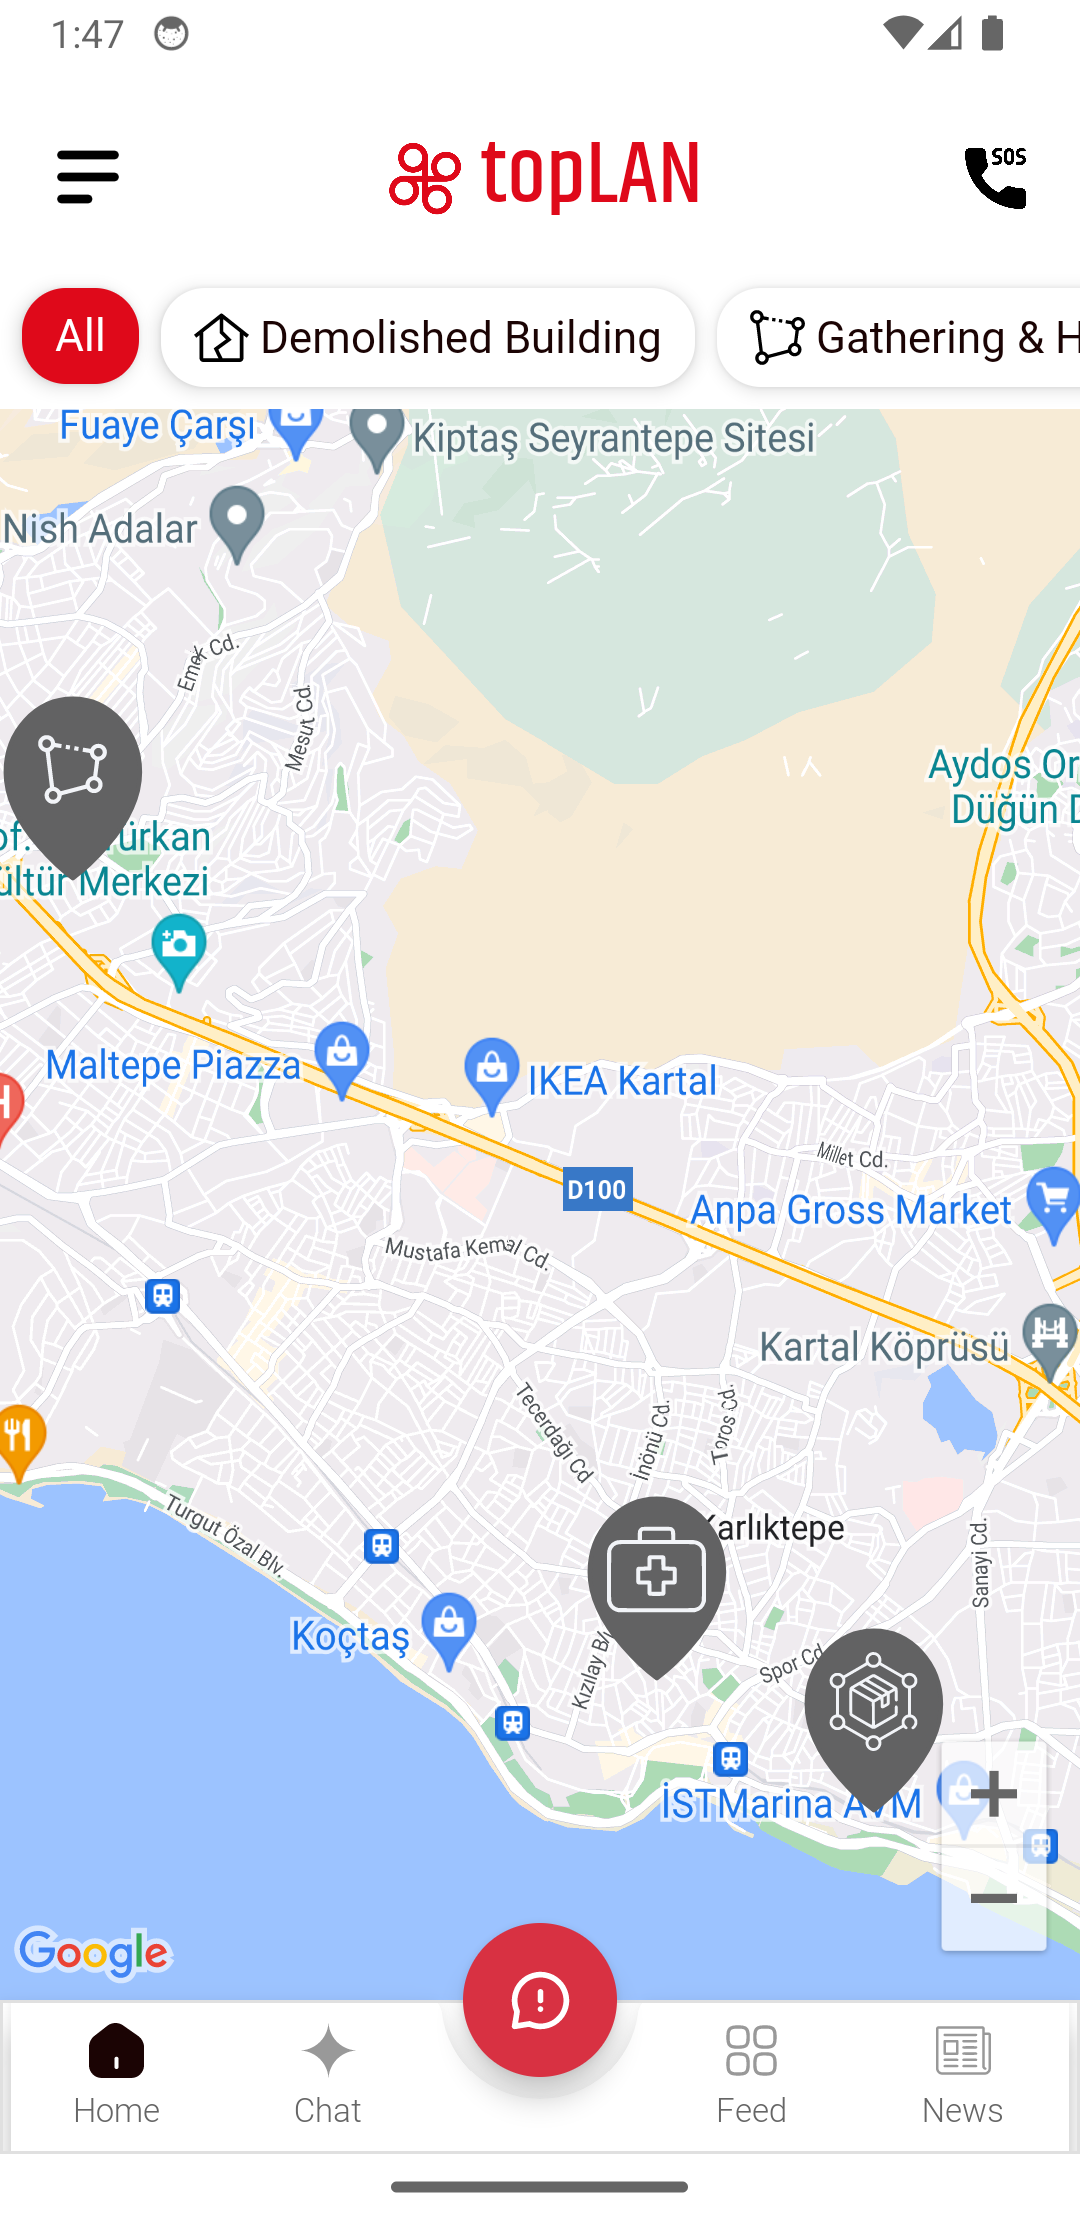 1:47
topLAN
SOS
All
Demolished Building
Gathering & H
Fuaye Çarşı
Kiptaş Seyrantepe Sitesi
Nish Adalar
Emek Cd.
Mesut Cd.
Aydos Or
Düğün D
of. ürkan
ültür Merkezi
Maltepe Piazza
IKEA Kartal
H
Millet Cd.
D100
Anpa Gross Market
Mustafa Kemal Cd.
Kartal Köprüsü
Tecerdağı Cd
İnönü Cd.
Toros Cd.
Turgut Özal Blv.
Karlıktepe
Sanayi Cd.
Koçtaş
Kızılay Blv
Spor Cd
İSTMarina AVM
+
−
Google
Home
Chat
Feed
News